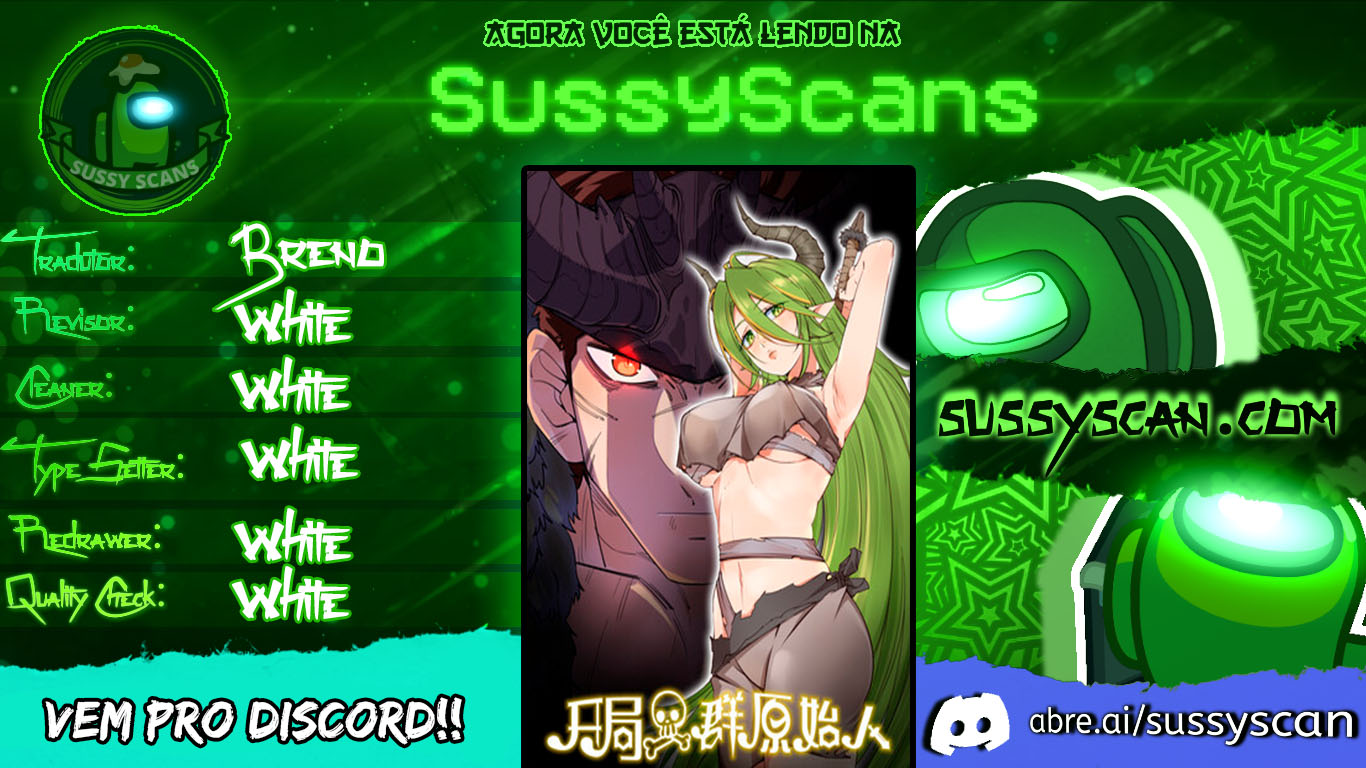 AGORA VOCÊ ESTÁ LENDO NA
SussyScans
SUSSY SCANS
Tradutor: Breno
Revisor: White
Cleaner: White
Type Setter: White
Redrawer: White
Quality Check: White
VEM PRO DISCORD!!
开局一群原始人
SUSSYSCAN.COM
abre.ai/sussyscan